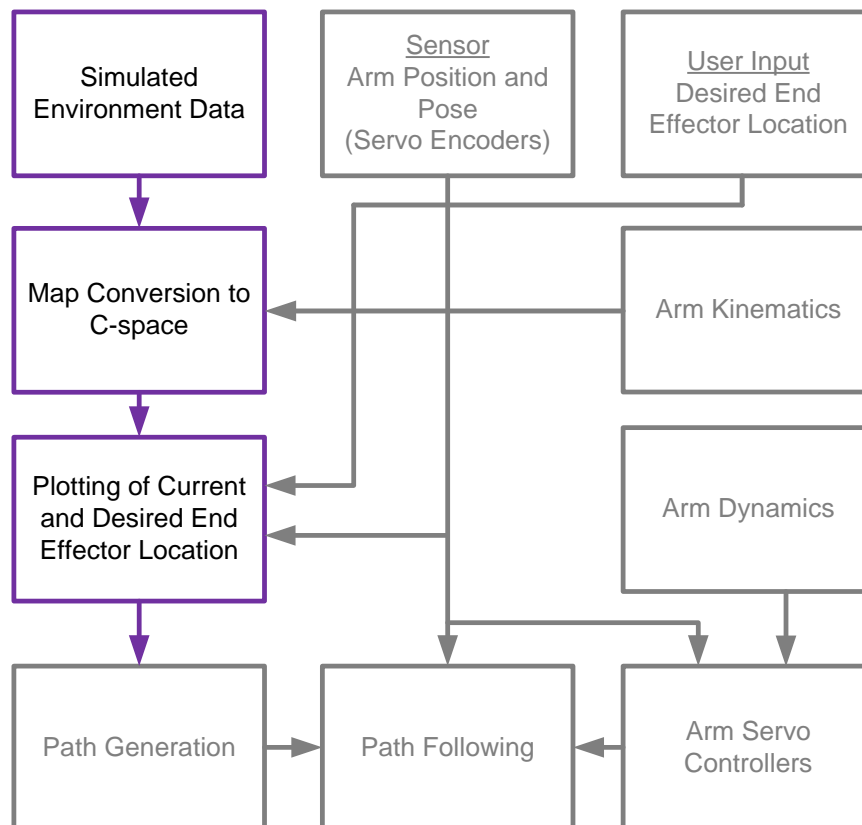 Simulated
Environment Data
Sensor
Arm Position and
Pose
(Servo Encoders)
User Input
Desired End
Effector Location
Map Conversion to
C-space
Arm Kinematics
Plotting of Current
and Desired End
Effector Location
Arm Dynamics
Path Generation
Path Following
Arm Servo
Controllers